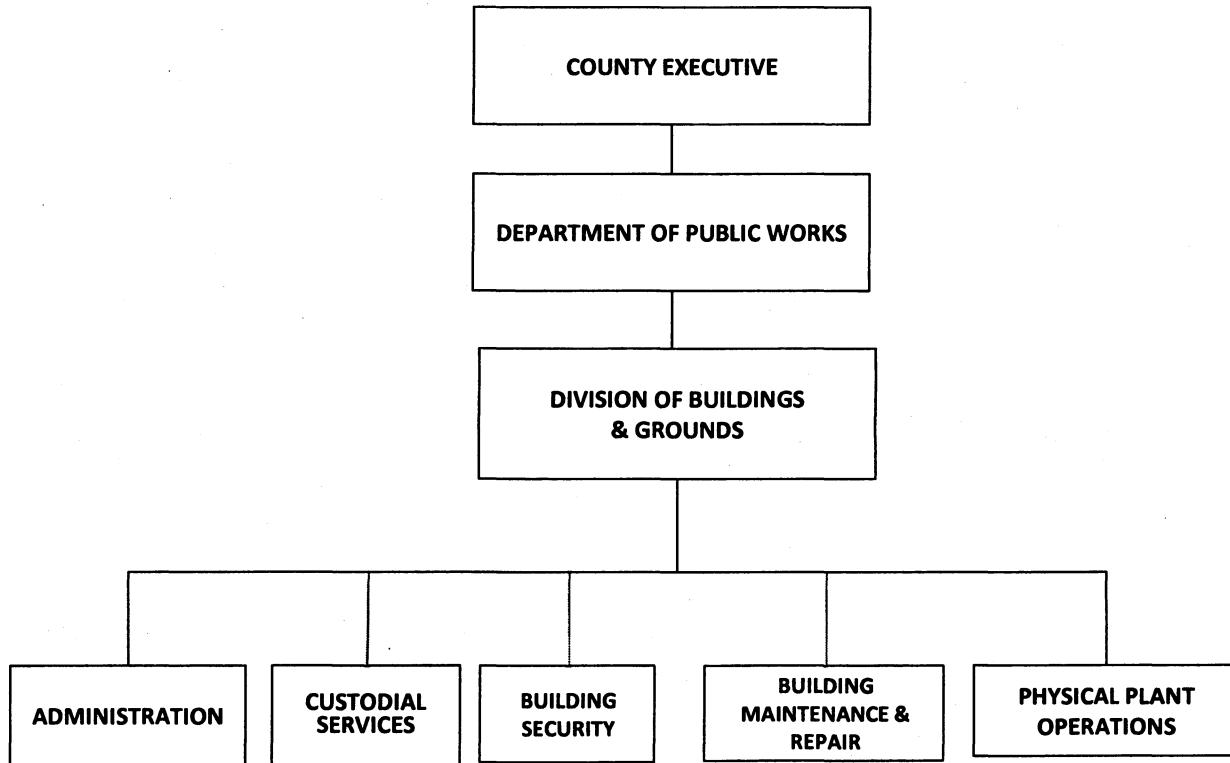 COUNTY EXECUTIVE
DEPARTMENT OF PUBLIC WORKS
DIVISION OF BUILDINGS
& GROUNDS
ADMINISTRATION
CUSTODIAL
SERVICES
BUILDING
SECURITY
BUILDING
MAINTENANCE &
REPAIR
PHYSICAL PLANT
OPERATIONS